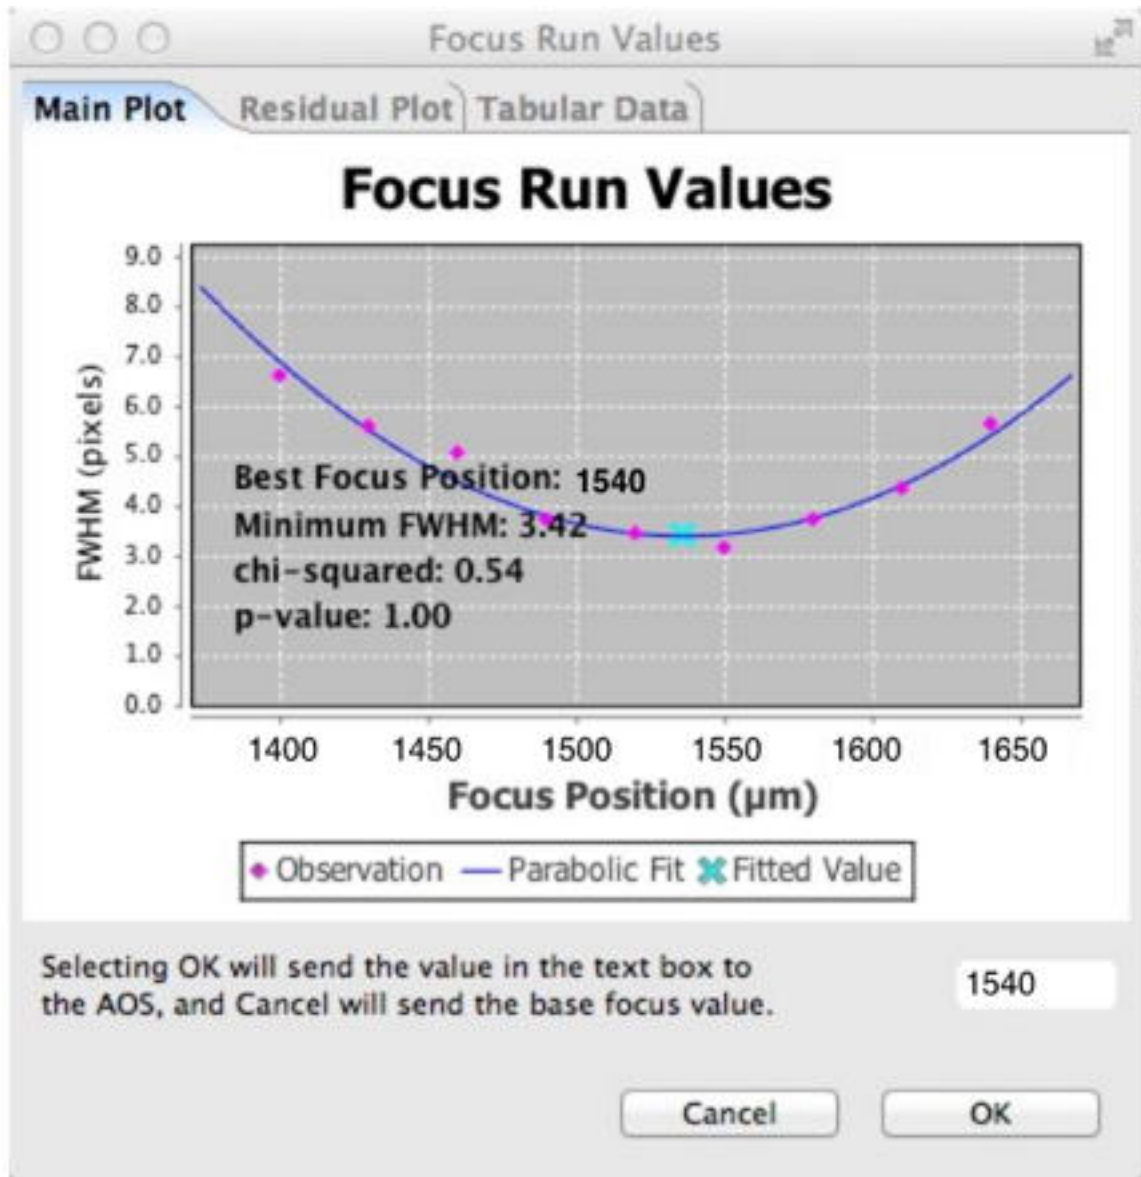 Focus Run Values
Main Plot Residual Plot Tabular Data
Focus Run Values
9.0
8.0
7.0
6.0
5.0
4.0
3.0
2.0
1.0
0.0
FWHM (pixels)
Best Focus Position: 1540
Minimum FWHM: 3.42
chi-squared: 0.54
p-value: 1.00
1400 1450 1500 1550 1600 1650
Focus Position (µm)
Observation Parabolic Fit Fitted Value
Selecting OK will send the value in the text box to
the AOS, and Cancel will send the base focus value.
1540
Cancel OK